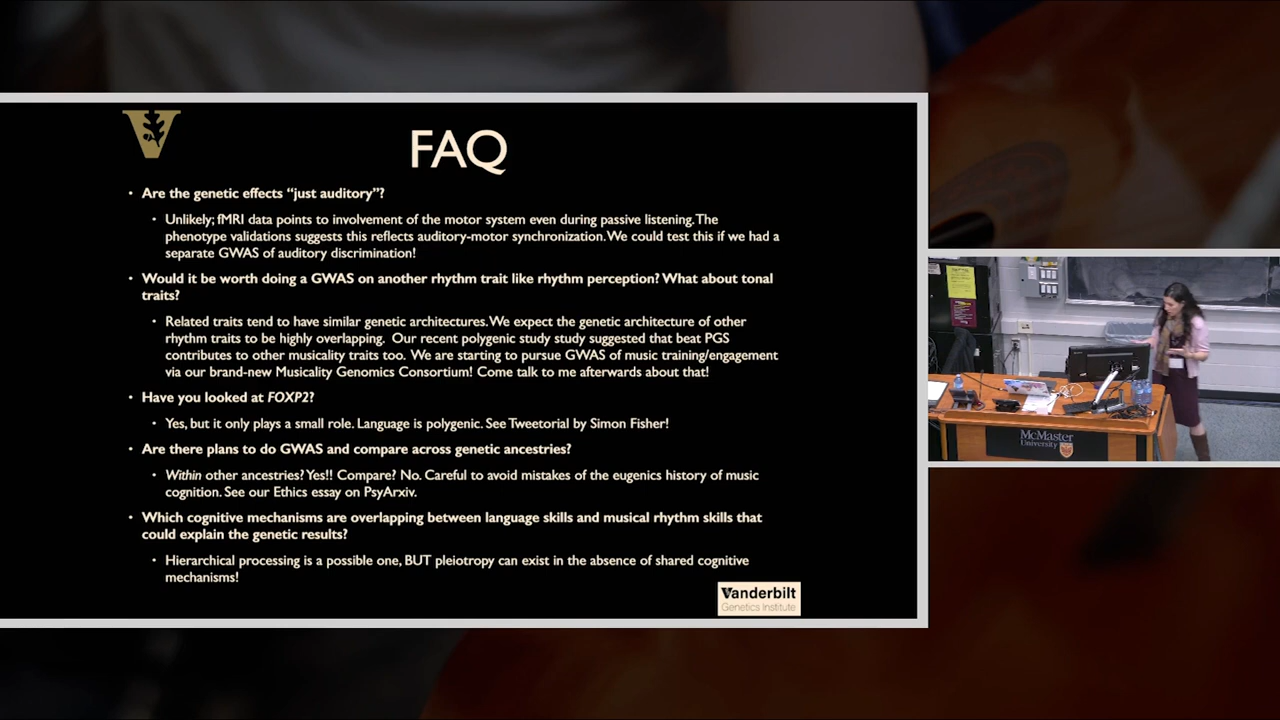 FAQ
• Are the genetic effects “just auditory”?
• Unlikely; fMRI data points to involvement of the motor system even during passive listening. The
phenotype validations suggests this reflects auditory-motor synchronization. We could test this if we had a
separate GWAS of auditory discrimination!
• Would it be worth doing a GWAS on another rhythm trait like rhythm perception? What about tonal
traits?
• Related traits tend to have similar genetic architectures. We expect the genetic architecture of other
rhythm traits to be highly overlapping. Our recent polygenic study study suggested that beat PGS
contributes to other musicality traits too. We are starting to pursue GWAS of music training/engagement
via our brand-new Musicality Genomics Consortium! Come talk to me afterwards about that!
• Have you looked at FOXP2?
• Yes, but it only plays a small role. Language is polygenic. See Tweetorial by Simon Fisher!
• Are there plans to do GWAS and compare across genetic ancestries?
• Within other ancestries? Yes!! Compare? No. Careful to avoid mistakes of the eugenics history of music
cognition. See our Ethics essay on PsyArxiv.
• Which cognitive mechanisms are overlapping between language skills and musical rhythm skills that
could explain the genetic results?
• Hierarchical processing is a possible one, BUT pleiotropy can exist in the absence of shared cognitive
mechanisms!
Vanderbilt
Genetics Institute
McMaster
University